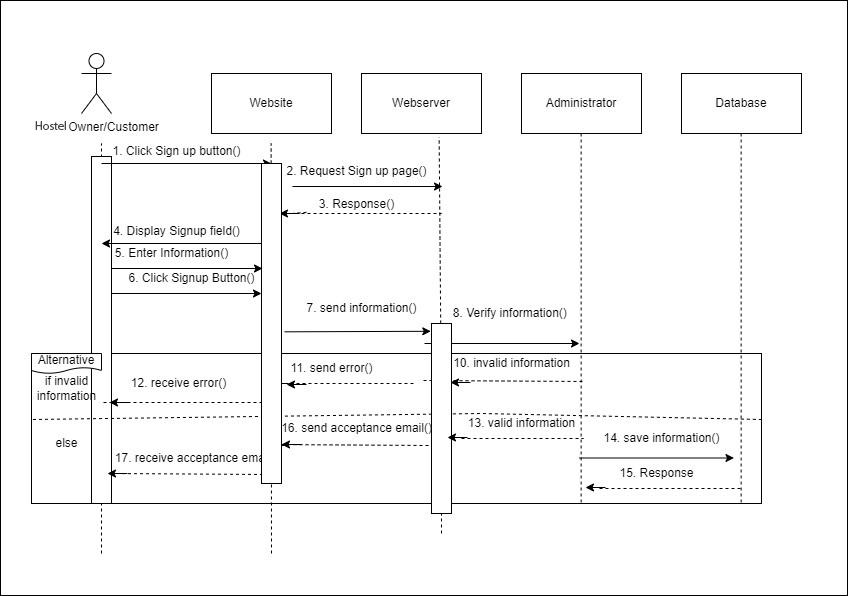 Hostel Owner/Customer
Website
Webserver
Administrator
Database
1. Click Sign up button()
2. Request Sign up page()
3. Response()
4. Display Signup field()
5. Enter Information()
6. Click Signup Button()
7. send information()
8. Verify information()
Alternative
if invalid
information
10. invalid information
11. send error()
12. receive error()
else
13. valid information
14. save information()
15. Response
16. send acceptance email()
17. receive acceptance ema